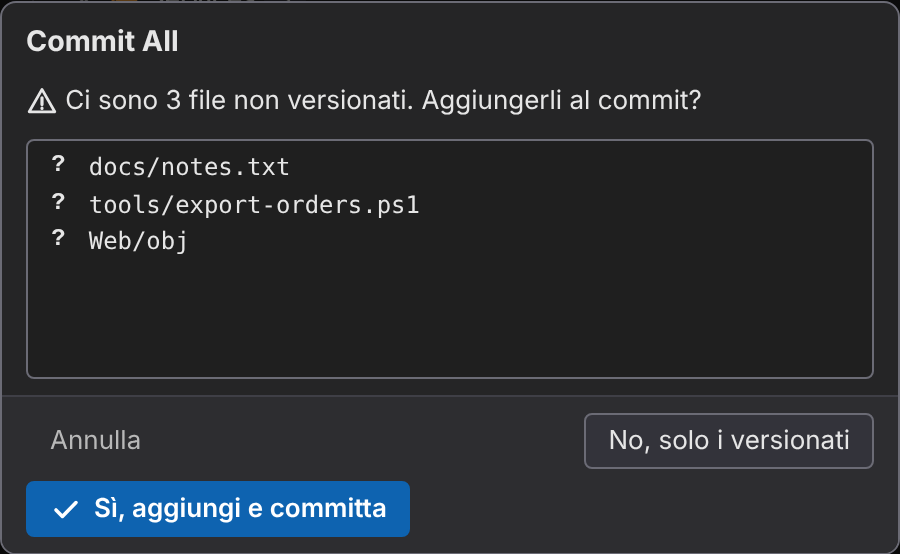 Commit All
Ci sono 3 file non versionati. Aggiungerli al commit?
? docs/notes.txt
? tools/export-orders.ps1
? Web/obj
Annulla
No, solo i versionati
Sì, aggiungi e committa